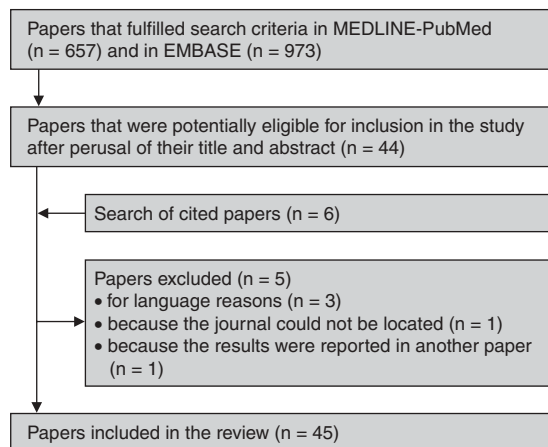 Papers that fulfilled search criteria in MEDLINE-PubMed
(n = 657) and in EMBASE (n = 973)
Papers that were potentially eligible for inclusion in the study
after perusal of their title and abstract (n = 44)
Search of cited papers (n = 6)
Papers excluded (n = 5)
• for language reasons (n = 3)
• because the journal could not be located (n = 1)
• because the results were reported in another paper
(n = 1)
Papers included in the review (n = 45)